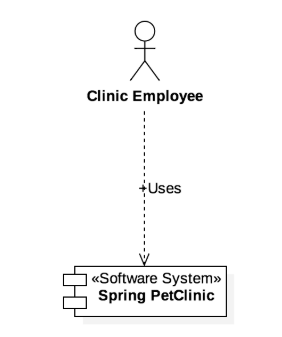 Clinic Employee
+Uses
«Software System»
Spring PetClinic